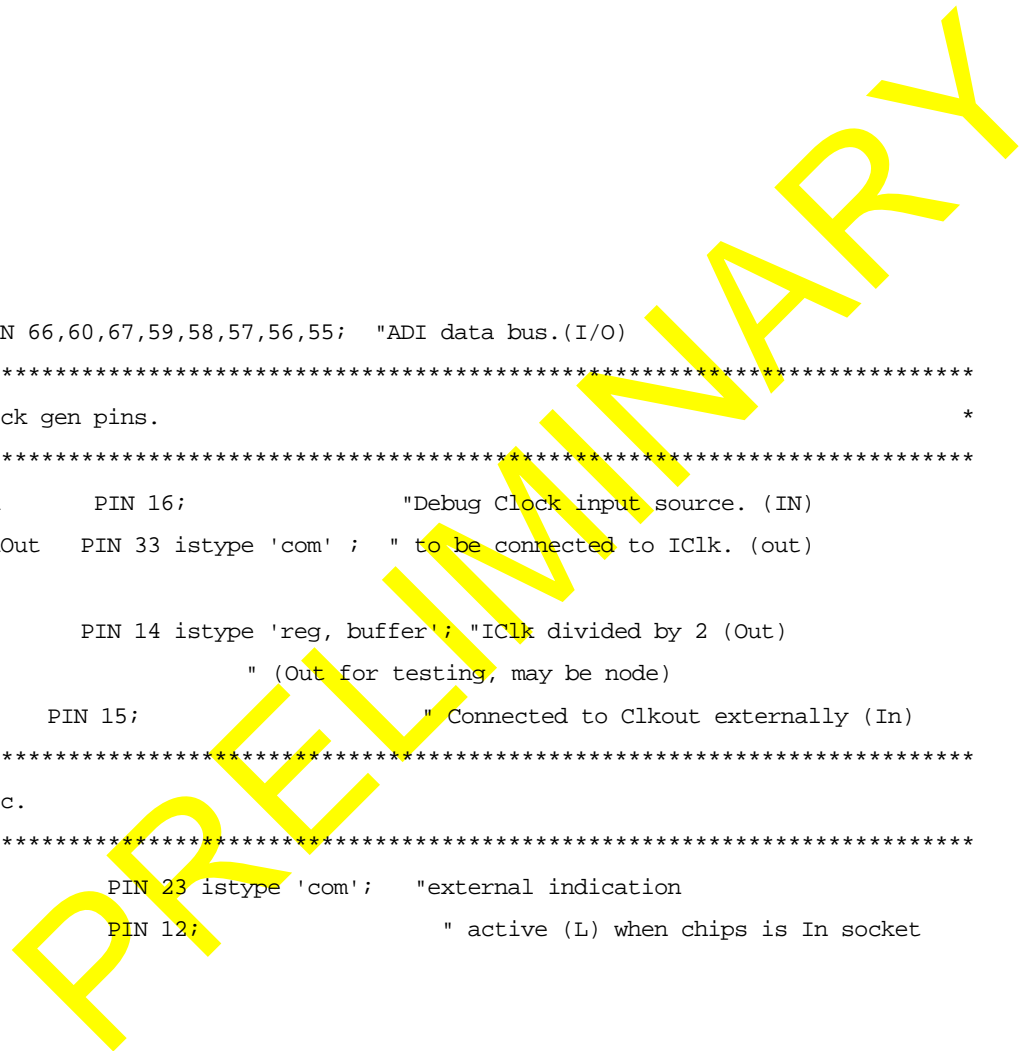 N 66,60,67,59,58,57,56,55;  "ADI data bus.(I/O)
************************************************************************
ck gen pins.                                                           *
************************************************************************
PIN 16;                "Debug Clock input source. (IN)
Out   PIN 33 istype 'com' ;  " to be connected to IClk. (out)
PIN 14 istype 'reg, buffer'; "IClk divided by 2 (Out)
" (Out for testing, may be node)
PIN 15;                     " Connected to Clkout externally (In)
************************************************************************
c.
************************************************************************
PIN 23 istype 'com';   "external indication
PIN 12;                  " active (L) when chips is In socket
PRELIMINARY